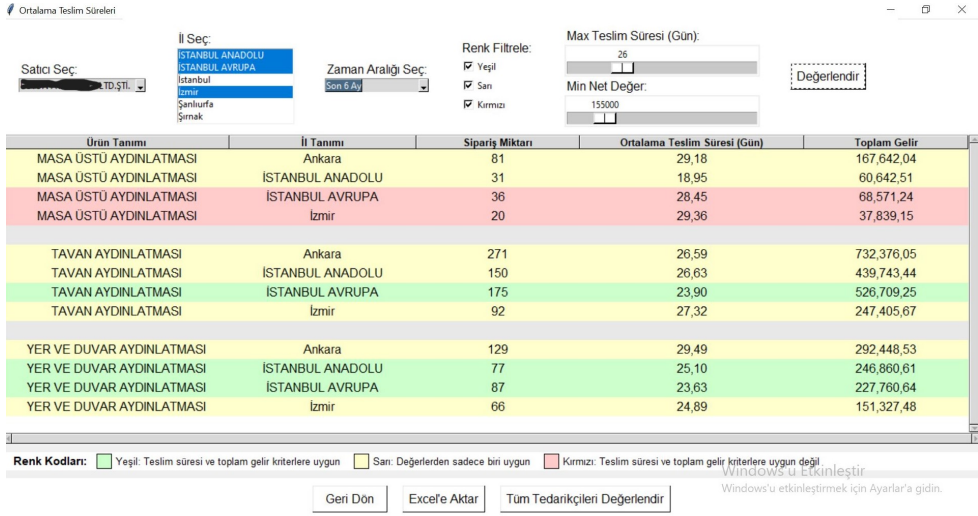 Ortalama Teslim Süreleri
Satıcı Seç:
LTD.ŞTİ.
İl Seç:
İSTANBUL ANADOLU
İSTANBUL AVRUPA
İstanbul
İzmir
Şanlıurfa
Şırnak
Zaman Aralığı Seç:
Son 6 Ay
Renk Filtrele:
Yeşil
Sarı
Kırmızı
Max Teslim Süresi (Gün):
26
Min Net Değer:
155000
Değerlendir
Ürün Tanımı İl Tanımı Sipariş Miktarı Ortalama Teslim Süresi (Gün) Toplam Gelir
MASA ÜSTÜ AYDINLATMASI Ankara 81 29,18 167,642,04
MASA ÜSTÜ AYDINLATMASI İSTANBUL ANADOLU 31 18,95 60,642,51
MASA ÜSTÜ AYDINLATMASI İSTANBUL AVRUPA 36 28,45 68,571,24
MASA ÜSTÜ AYDINLATMASI İzmir 20 29,36 37,839,15
TAVAN AYDINLATMASI Ankara 271 26,59 732,376,05
TAVAN AYDINLATMASI İSTANBUL ANADOLU 150 26,63 439,743,44
TAVAN AYDINLATMASI İSTANBUL AVRUPA 175 23,90 526,709,25
TAVAN AYDINLATMASI İzmir 92 27,32 247,405,67
YER VE DUVAR AYDINLATMASI Ankara 129 29,49 292,448,53
YER VE DUVAR AYDINLATMASI İSTANBUL ANADOLU 77 25,10 246,860,61
YER VE DUVAR AYDINLATMASI İSTANBUL AVRUPA 87 23,63 227,760,64
YER VE DUVAR AYDINLATMASI İzmir 66 24,89 151,327,48
Renk Kodları: Yeşil: Teslim süresi ve toplam gelir kriterlere uygun Sarı: Değerlerden sadece biri uygun Kırmızı: Teslim süresi ve toplam gelir kriterlere uygun değil
Windows'u Etkinleştir
Windows'u etkinleştirmek için Ayarlar'a gidin.
Geri Dön Excel'e Aktar Tüm Tedarikçileri Değerlendir